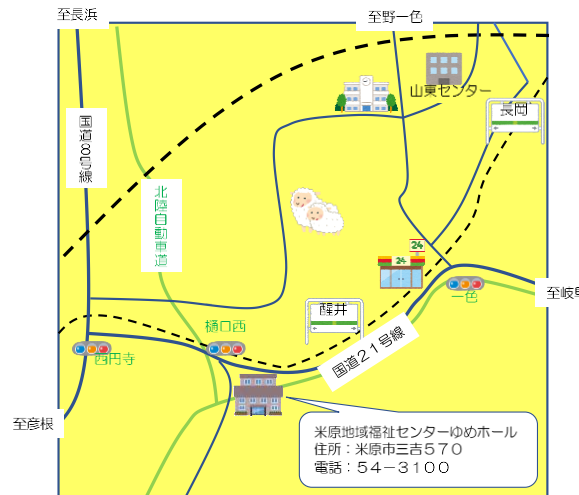 至長浜
至野一色
山東センター
長岡
国道8号線
北陸自動車道
24
24
一色
至岐阜
醒井
樋口西
国道21号線
西円寺
至彦根
米原地域福祉センターゆめホール
住所:米原市三吉570
電話:54-3100